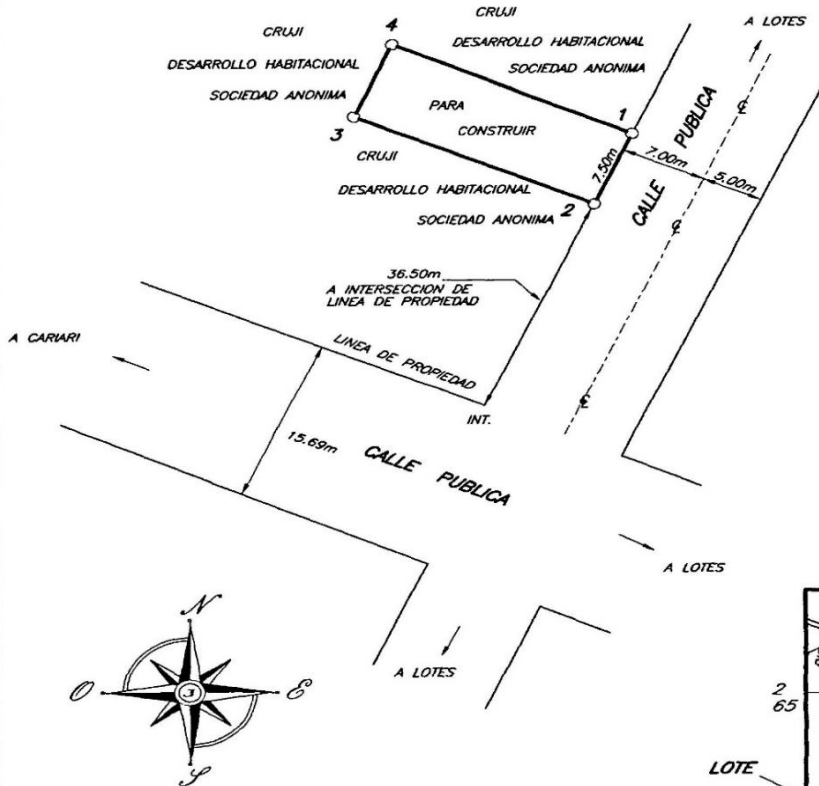 CRUJI
DESARROLLO HABITACIONAL
SOCIEDAD ANONIMA
4
CRUJI
DESARROLLO HABITACIONAL
SOCIEDAD ANONIMA
A LOTES
PARA
CONSTRUIR
1
3
2
7.50m
CALLE PUBLICA
7.00m
5.00m
CRUJI
DESARROLLO HABITACIONAL
SOCIEDAD ANONIMA
36.50m
A INTERSECCION DE
LINEA DE PROPIEDAD
A CARIARI
LINEA DE PROPIEDAD
INT.
15.69m
CALLE PUBLICA
A LOTES
A LOTES
N
O
E
S
2
65
LOTE